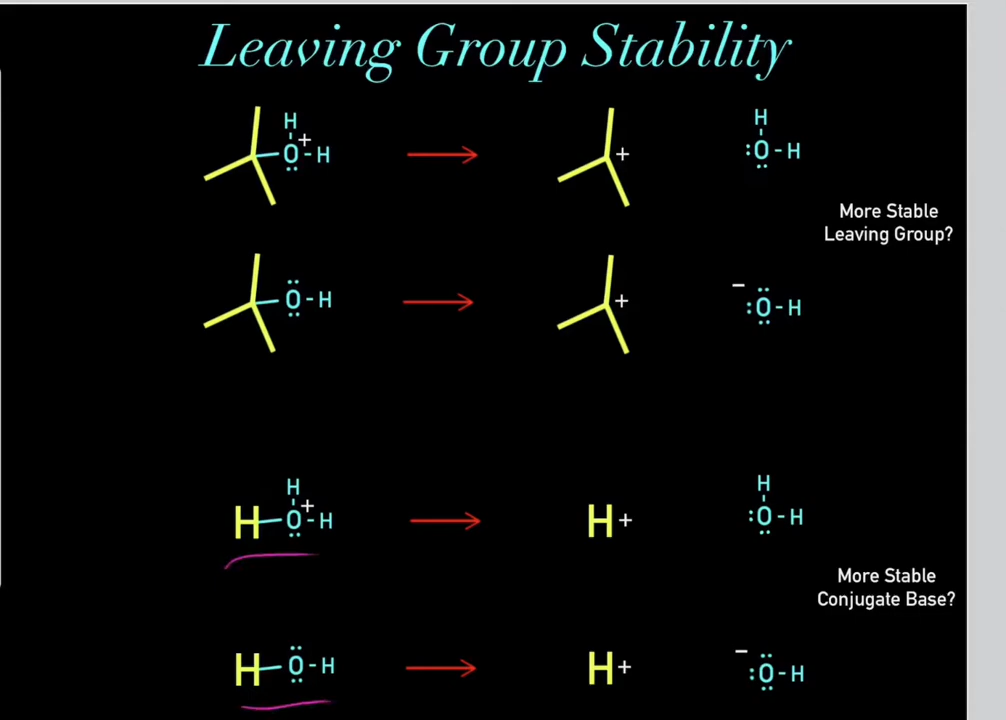 Leaving Group Stability
H
+
O-H
+
H
:O-H
More Stable
Leaving Group?
O-H
+
−
:O-H
H
+
H-O-H
H+
H
:O-H
More Stable
Conjugate Base?
H-O-H
H+
−
:O-H